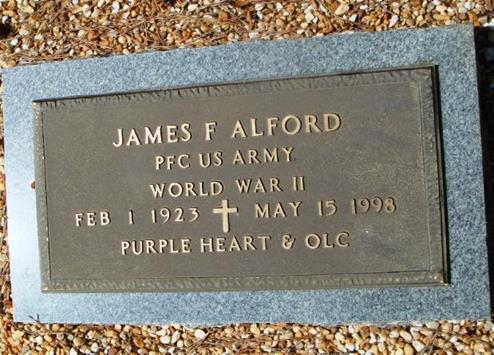 JAMES F ALFORD
PFC US ARMY
WORLD WAR II
FEB 1 1923 ✝ MAY 15 1998
PURPLE HEART & OLC